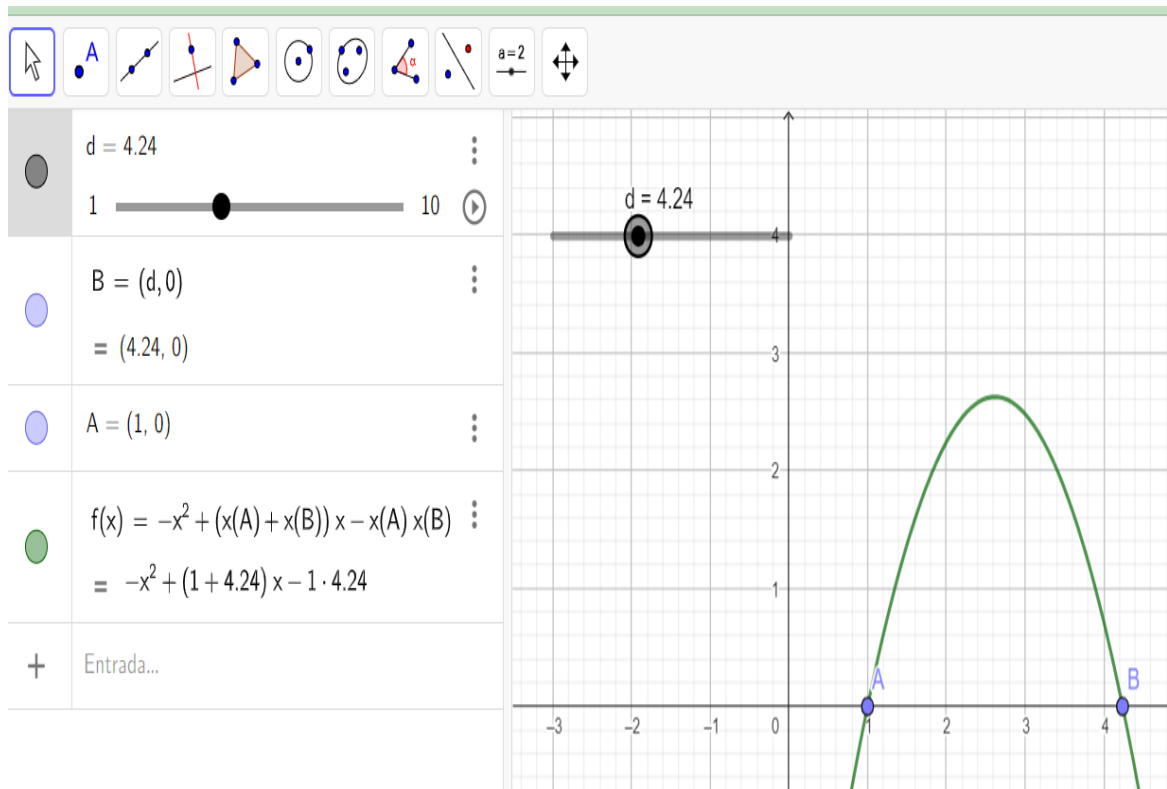 A
α
a=2
d = 4.24
1
10
B = (d, 0)
= (4.24, 0)
A = (1, 0)
f(x) = −x² + (x(A) + x(B)) x − x(A) x(B)
= −x² + (1 + 4.24) x − 1 · 4.24
+ Entrada...
d = 4.24
4
3
2
1
A
B
−3 −2 −1 0 1 2 3 4